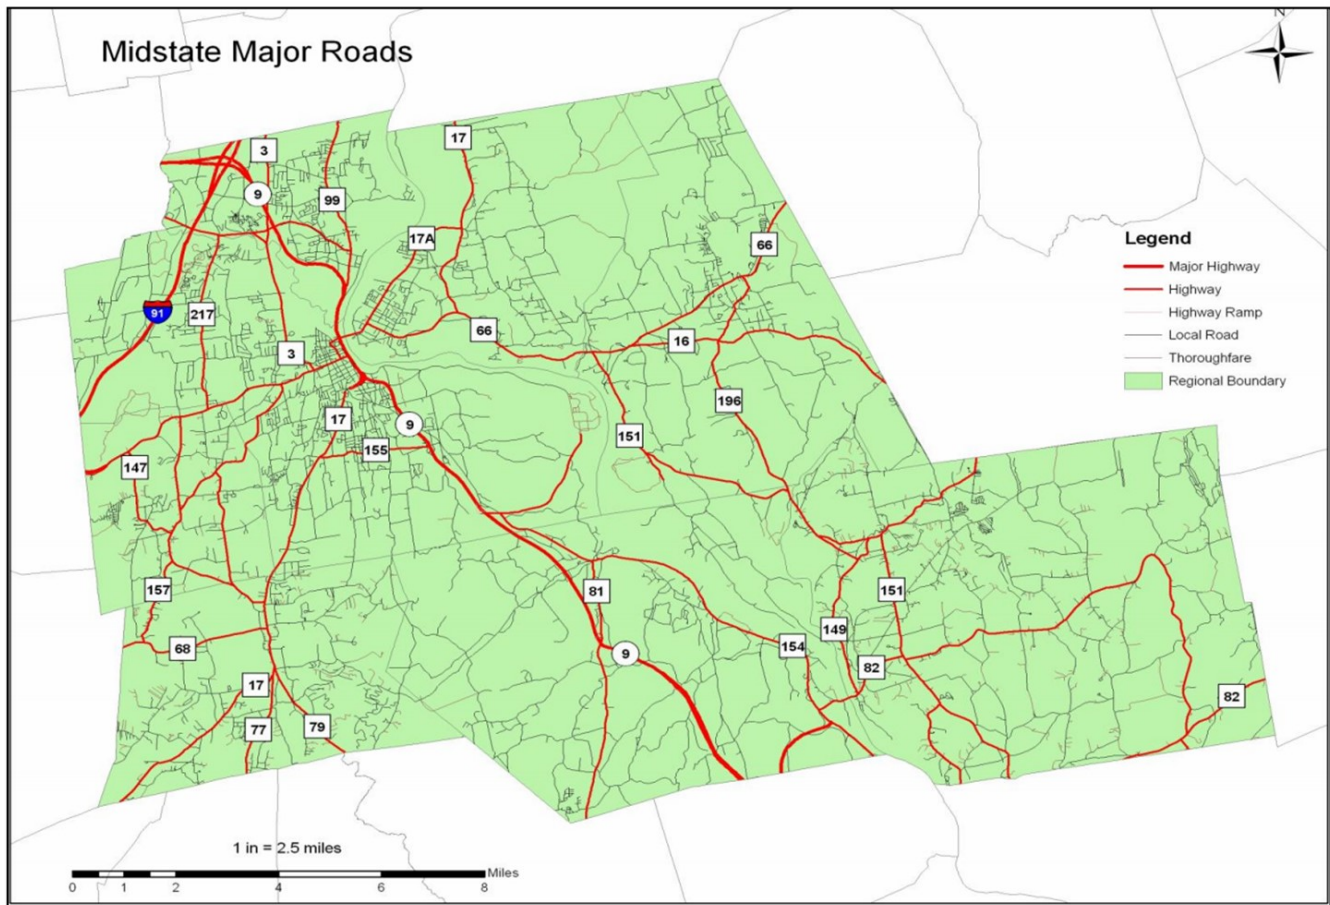 Midstate Major Roads
N
3
17
9
99
17A
66
Legend
Major Highway
Highway
Highway Ramp
Local Road
Thoroughfare
Regional Boundary
91
217
66
16
3
196
17
9
151
155
147
157
81
151
149
68
154
9
82
17
82
77
79
1 in = 2.5 miles
Miles
0 1 2 4 6 8